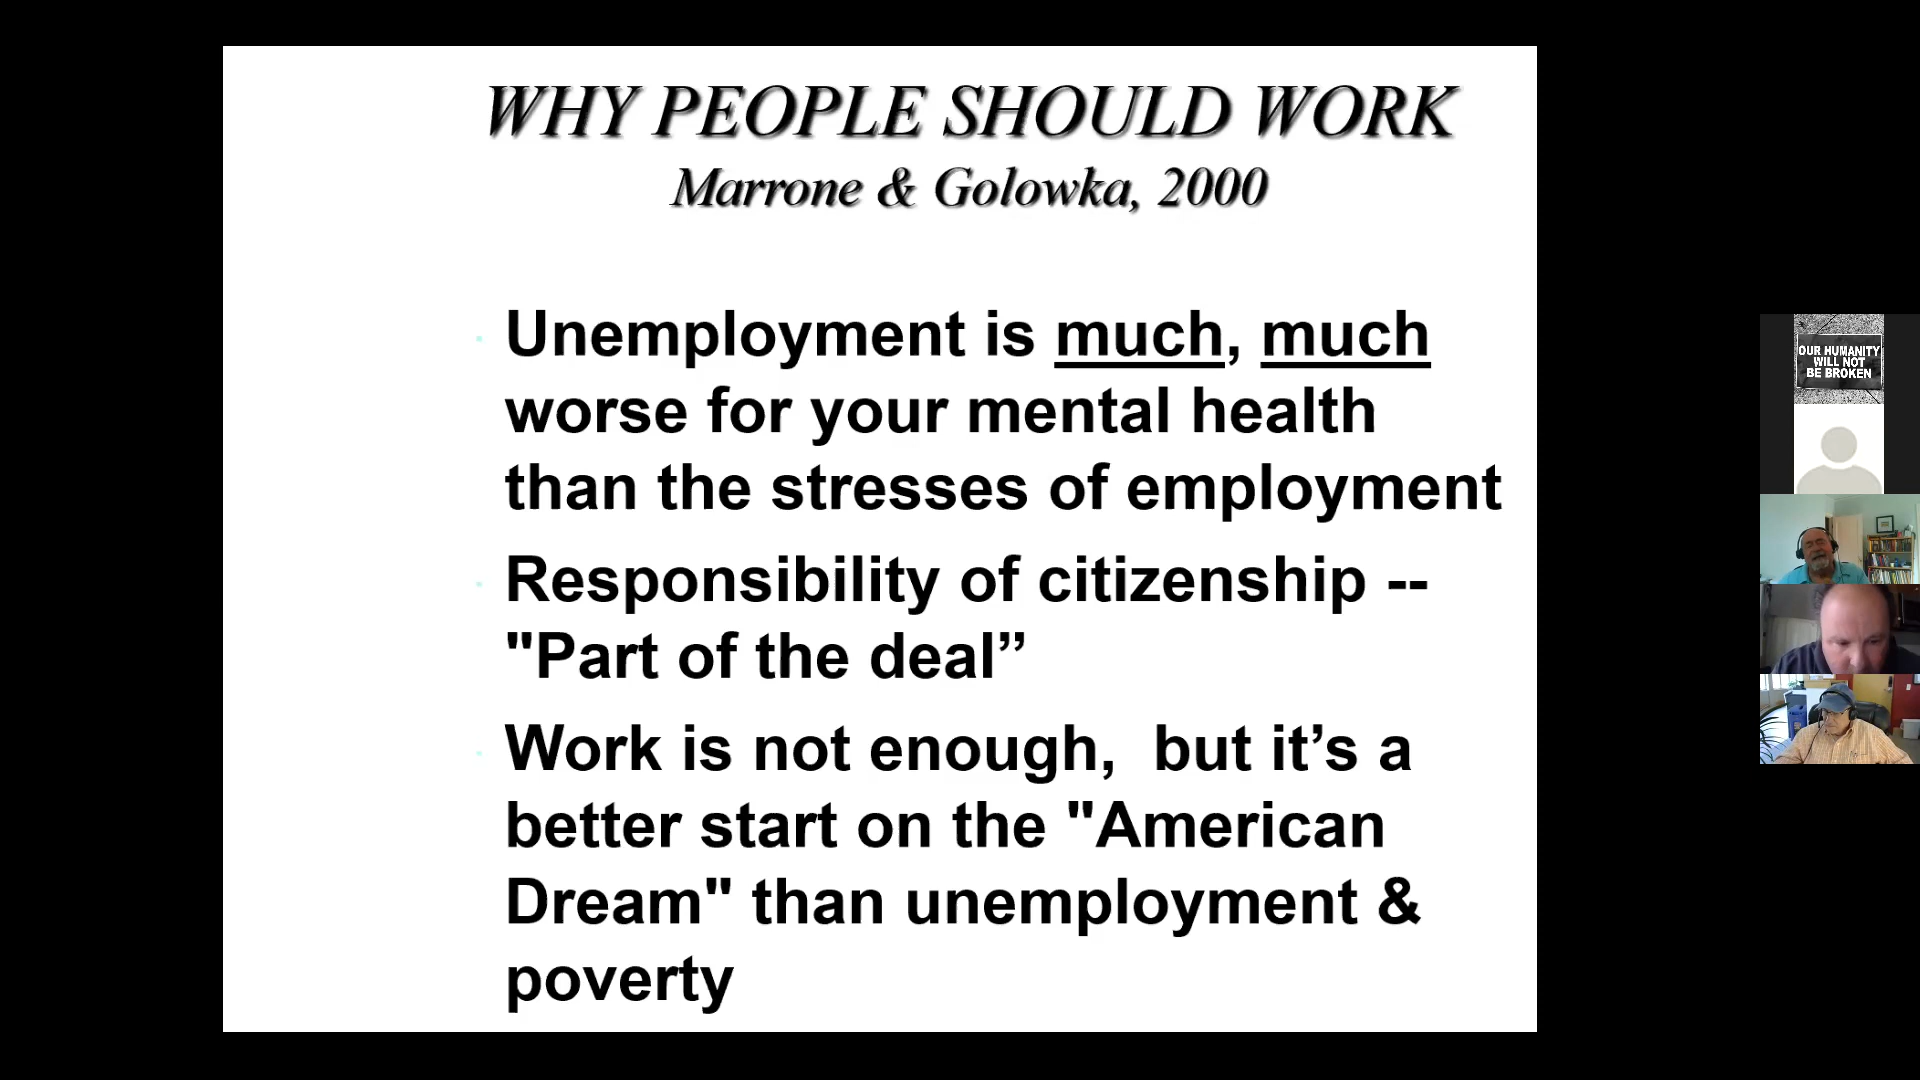 WHY PEOPLE SHOULD WORK
Marrone & Golowka, 2000
Unemployment is much, much
worse for your mental health
than the stresses of employment
Responsibility of citizenship --
"Part of the deal”
Work is not enough,  but it’s a
better start on the "American
Dream" than unemployment &
poverty
OUR HUMANITY
WILL NOT
BE BROKEN